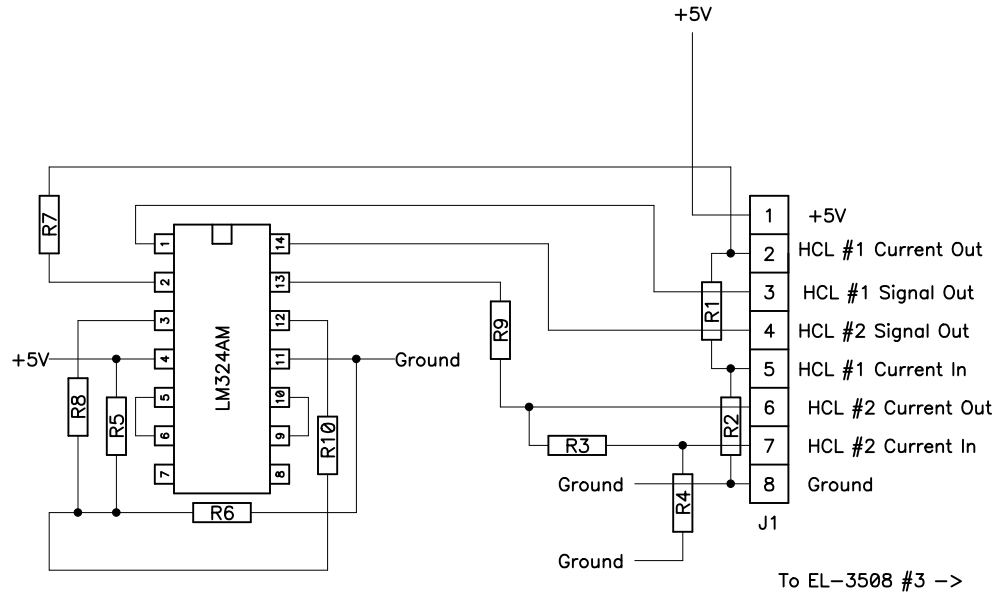 +5V
R7
1
14
1
+5V
2
HCL #1 Current Out
2
13
R1
3
HCL #1 Signal Out
3
12
R9
4
HCL #2 Signal Out
+5V
4
LM324AM
11
Ground
5
HCL #1 Current In
R8
R5
5
10
R2
6
HCL #2 Current Out
6
9
R10
R3
7
HCL #2 Current In
7
8
Ground
R4
8
Ground
R6
J1
Ground
To EL-3508 #3 ->